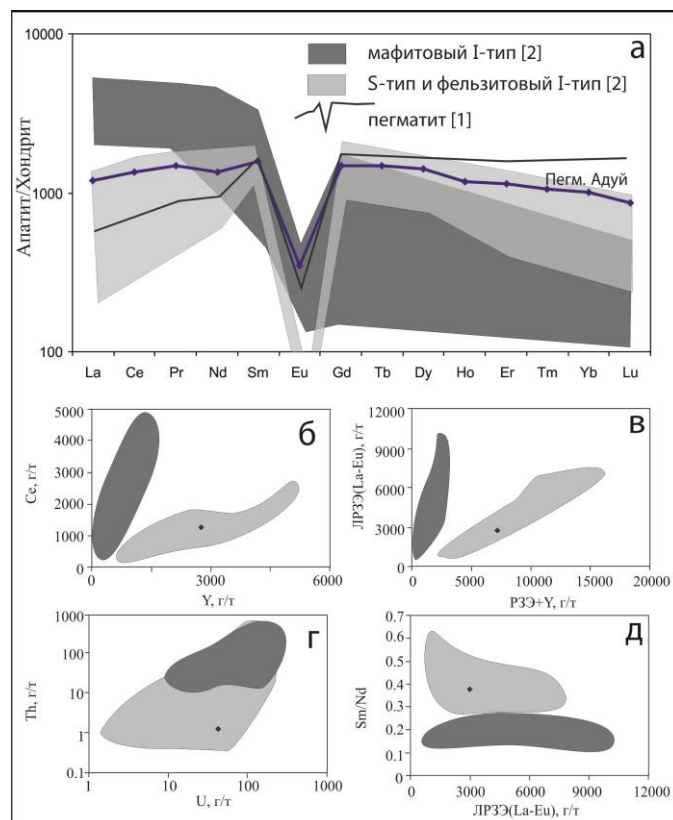 10000
1000
100
Апатит/Хондрит
а
мафитовый I-тип [2]
S-тип и фельзитовый I-тип [2]
пегматит [1]
Пегм. Адуй
La Ce Pr Nd Sm Eu Gd Tb Dy Ho Er Tm Yb Lu
б
5000
4000
3000
2000
1000
0
Ce, г/т
0 3000 6000
Y, г/т
в
12000
9000
6000
3000
0
ЛРЗЭ(La-Eu), г/т
0 5000 10000 15000 20000
РЗЭ+Y, г/т
г
1000
100
10
1
0.1
Th, г/т
1 10 100 1000
U, г/т
д
0.7
0.6
0.5
0.4
0.3
0.2
0.1
0
Sm/Nd
0 3000 6000 9000 12000
ЛРЗЭ(La-Eu), г/т